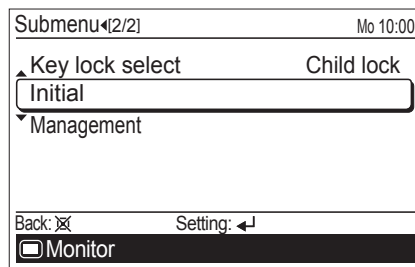 Submenu◂[2/2] Mo 10:00
Key lock select Child lock
Initial
Management
Back: Setting:
Monitor